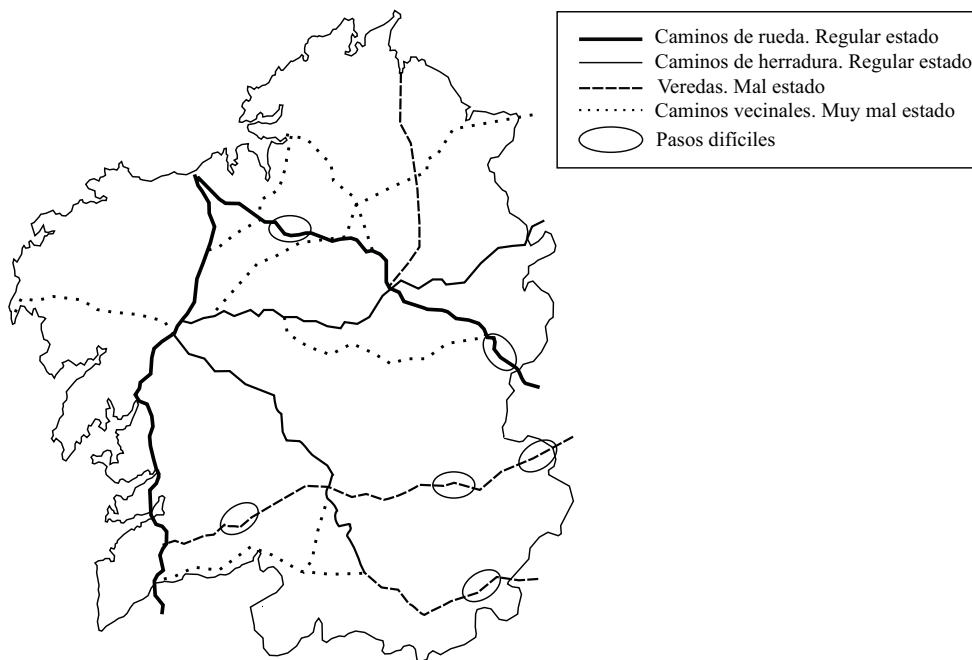 Caminos de rueda. Regular estado
Caminos de herradura. Regular estado
Veredas. Mal estado
Caminos vecinales. Muy mal estado
Pasos difíciles